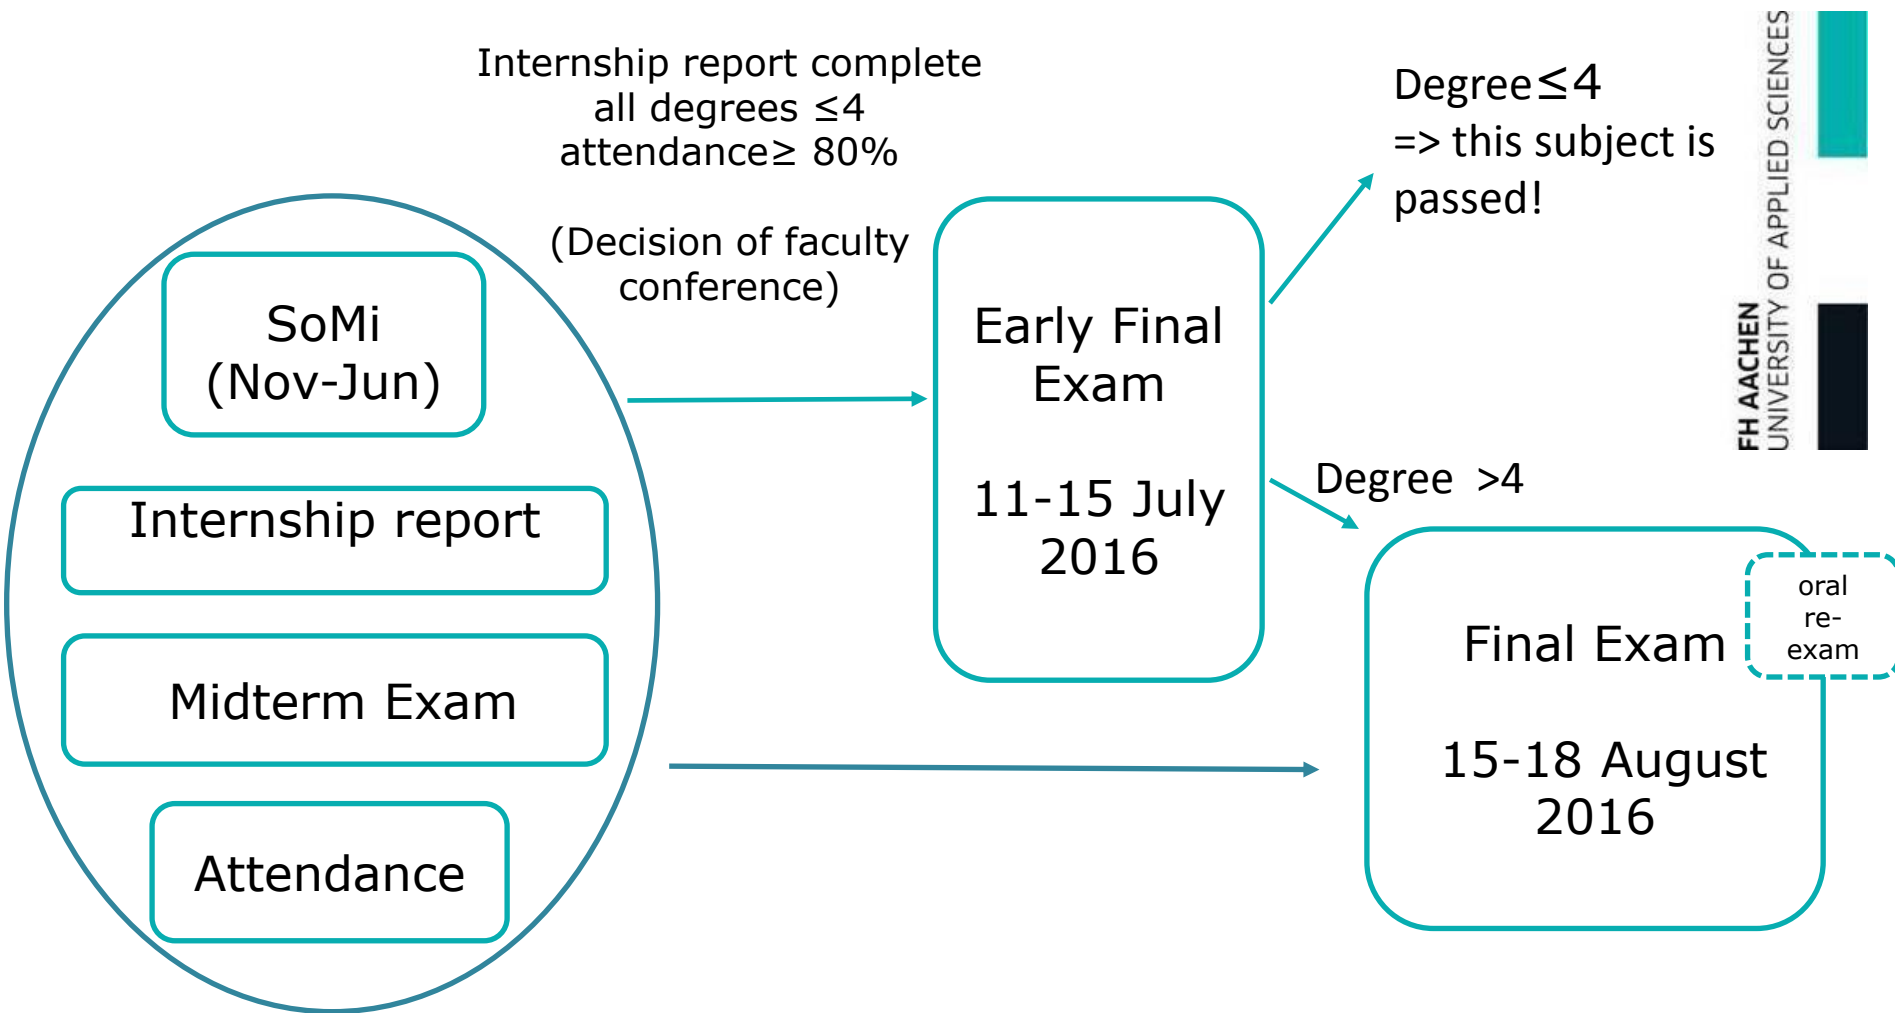 Internship report complete
all degrees ≤4
attendance≥ 80%
(Decision of faculty
conference)
SoMi
(Nov-Jun)
Internship report
Midterm Exam
Attendance
Early Final
Exam
11-15 July
2016
Degree≤4
=> this subject is
passed!
Degree >4
Final Exam
15-18 August
2016
oral
re-
exam
FH AACHEN
UNIVERSITY OF APPLIED SCIENCES